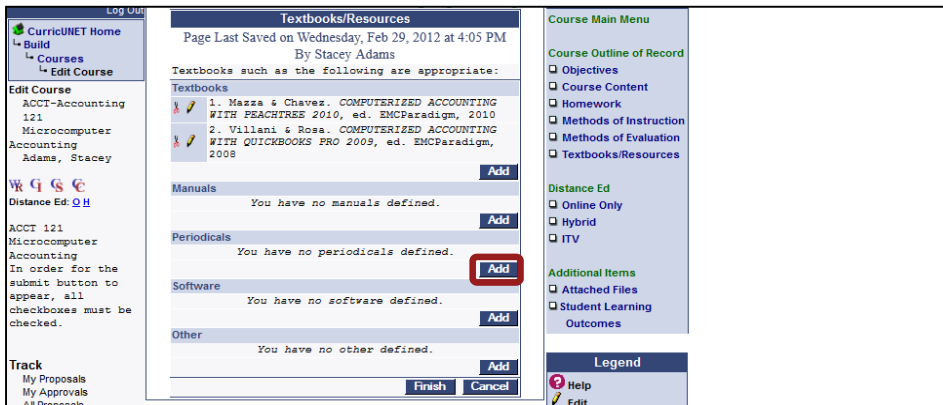 Log Out
CurricUNET Home
Build
Courses
Edit Course
Edit Course
ACCT-Accounting
121
Microcomputer
Accounting
Adams, Stacey
WR CI CS CC
Distance Ed: O H
ACCT 121
Microcomputer
Accounting
In order for the
submit button to
appear, all
checkboxes must be
checked.
Track
My Proposals
My Approvals
All Proposals
Textbooks/Resources
Page Last Saved on Wednesday, Feb 29, 2012 at 4:05 PM
By Stacey Adams
Textbooks such as the following are appropriate:
Textbooks
1. Mazza & Chavez. COMPUTERIZED ACCOUNTING
WITH PEACHTREE 2010, ed. EMCParadigm, 2010
2. Villani & Rosa. COMPUTERIZED ACCOUNTING
WITH QUICKBOOKS PRO 2009, ed. EMCParadigm,
2008
Add
Manuals
You have no manuals defined.
Add
Periodicals
You have no periodicals defined.
Add
Software
You have no software defined.
Add
Other
You have no other defined.
Add
Finish Cancel
Course Main Menu
Course Outline of Record
Objectives
Course Content
Homework
Methods of Instruction
Methods of Evaluation
Textbooks/Resources
Distance Ed
Online Only
Hybrid
ITV
Additional Items
Attached Files
Student Learning
Outcomes
Legend
Help
Edit